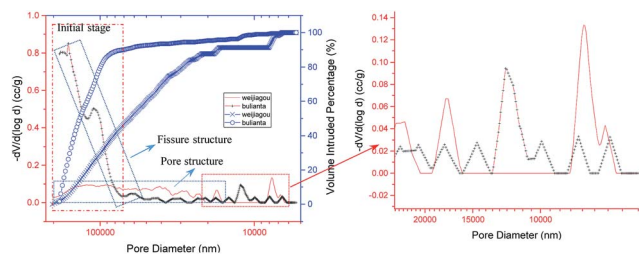 Initial stage
1.0
0.8
0.6
0.4
0.2
0.0
-dV/d(log d) (cc/g)
100
80
60
40
20
0
Volume Intruded Percentage (%)
weijiagou
bulianta
weijiagou
bulianta
Fissure structure
Pore structure
100000
10000
Pore Diameter (nm)
0.14
0.12
0.10
0.08
0.06
0.04
0.02
0.00
-0.02
-dV/d(log d) (cc/g)
20000
15000
10000
Pore Diameter (nm)